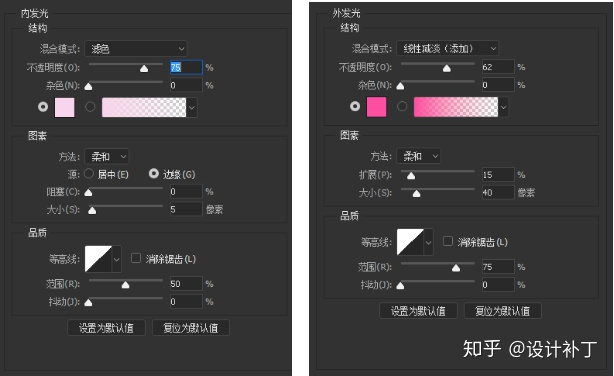 内发光
结构
混合模式: 滤色
不透明度(O): 75 %
杂色(N): 0 %
图素
方法: 柔和
源: 居中(E) 边缘(G)
阻塞(C): 0 %
大小(S): 5 像素
品质
等高线: 消除锯齿(L)
范围(R): 50 %
抖动(J): 0 %
设置为默认值 复位为默认值
外发光
结构
混合模式: 线性减淡（添加）
不透明度(O): 62 %
杂色(N): 0 %
图素
方法: 柔和
扩展(P): 15 %
大小(S): 40 像素
品质
等高线: 消除锯齿(L)
范围(R): 75 %
抖动(J): 0 %
设置为默认值 复位为默认值
知乎 @设计补丁